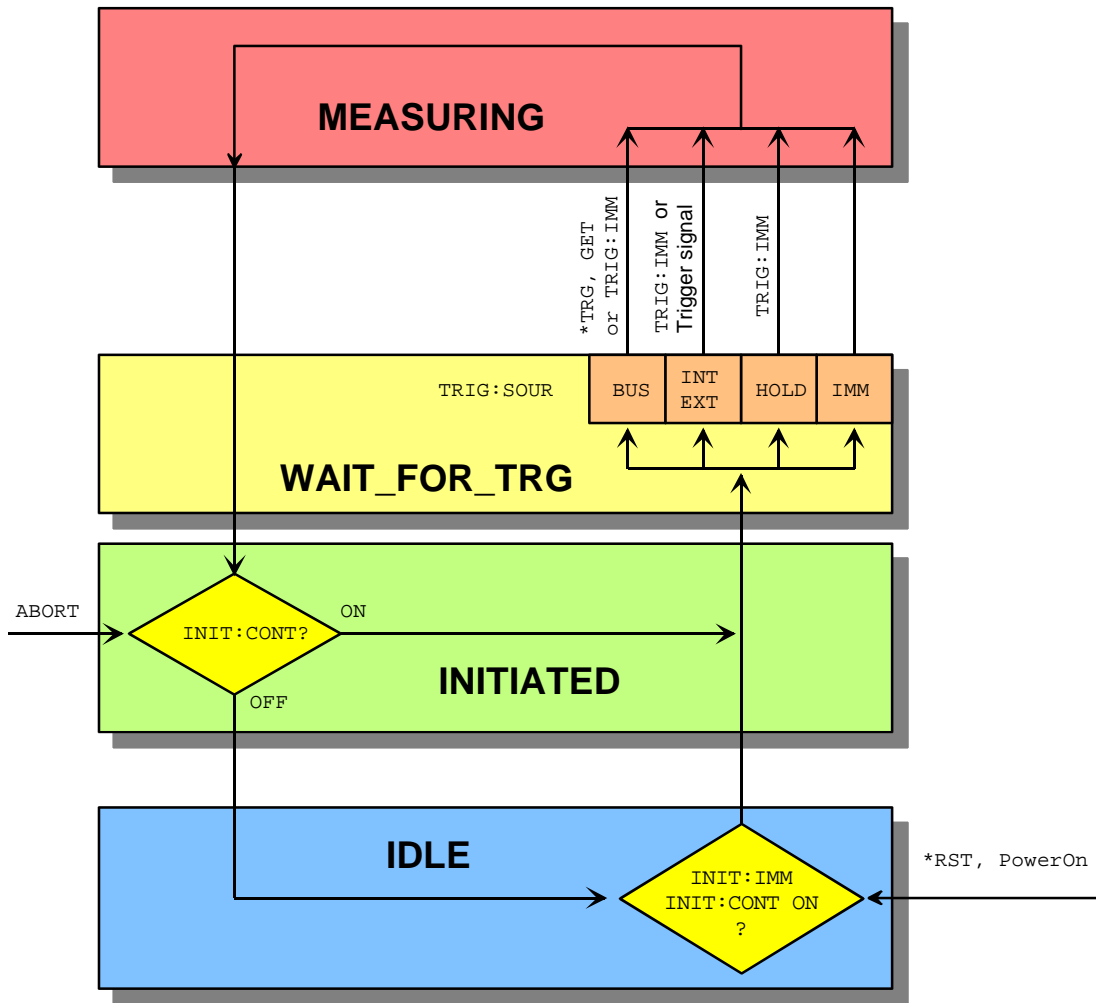 MEASURING
*TRG, GET
or TRIG:IMM
TRIG:IMM or
Trigger signal
TRIG:IMM
TRIG:SOUR
BUS
INT
EXT
HOLD
IMM
WAIT_FOR_TRG
ABORT
INIT:CONT?
ON
OFF
INITIATED
IDLE
INIT:IMM
INIT:CONT ON
?
*RST, PowerOn